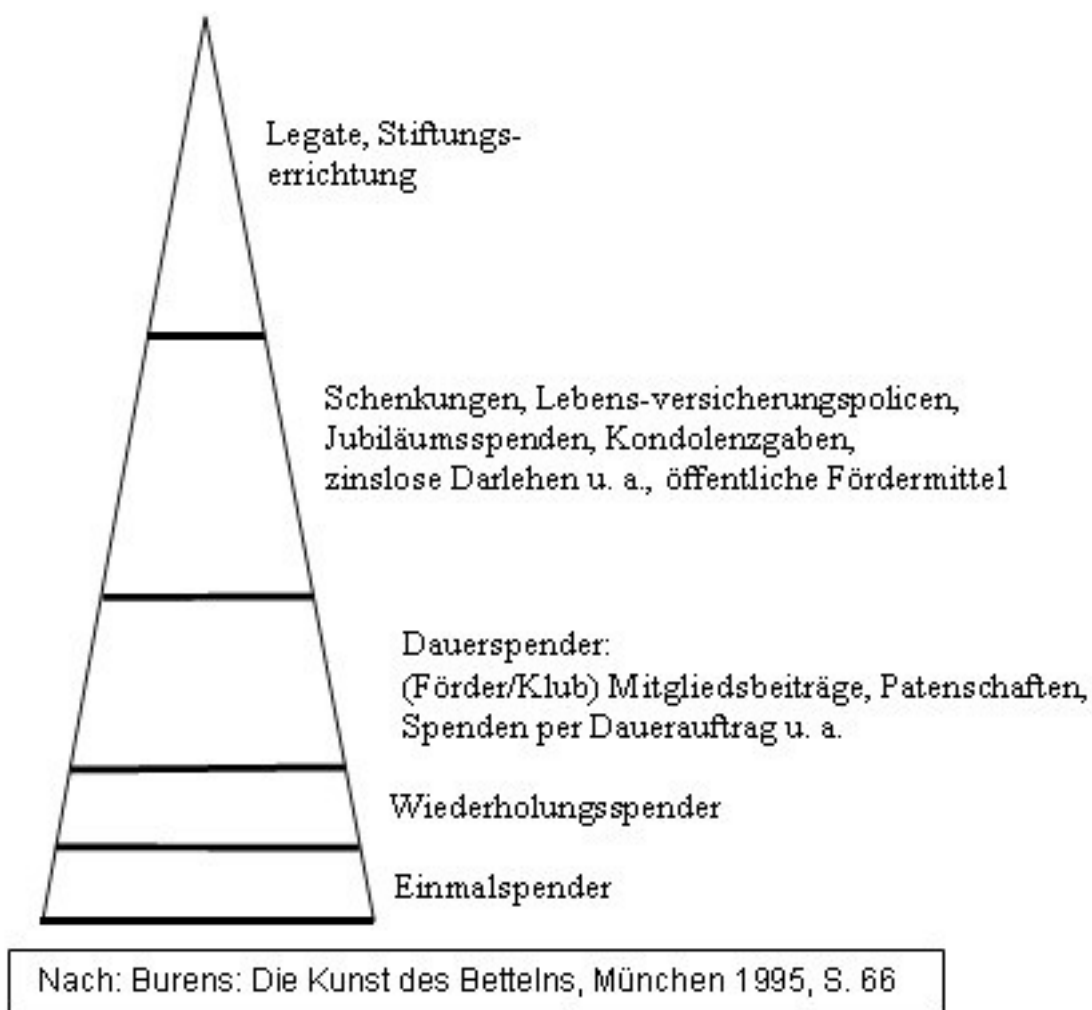 Legate, Stiftungs-
errichtung
Schenkungen, Lebens-versicherungspolicen,
Jubiläumsspenden, Kondolenzgaben,
zinslose Darlehen u. a., öffentliche Fördermittel
Dauerspender:
(Förder/Klub) Mitgliedsbeiträge, Patenschaften,
Spenden per Dauerauftrag u. a.
Wiederholungsspender
Einmalspender
Nach: Burens: Die Kunst des Bettelns, München 1995, S. 66